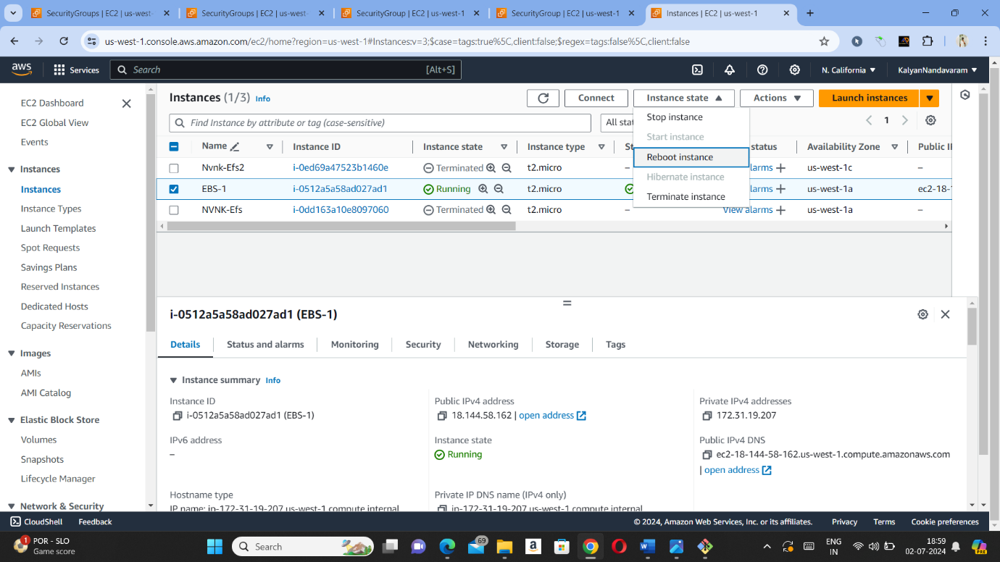 SecurityGroups | EC2 | us-west-
SecurityGroups | EC2 | us-west-
SecurityGroup | EC2 | us-west-1
SecurityGroup | EC2 | us-west-1
Instances | EC2 | us-west-1
us-west-1.console.aws.amazon.com/ec2/home?region=us-west-1#Instances:v=3;$case=tags:true%5C,client:false;$regex=tags:false%5C,client:false
aws
Services
Search
[Alt+S]
N. California
KalyanNandavaram
EC2 Dashboard
EC2 Global View
Events
Instances
Instances
Instance Types
Launch Templates
Spot Requests
Savings Plans
Reserved Instances
Dedicated Hosts
Capacity Reservations
Images
AMIs
AMI Catalog
Elastic Block Store
Volumes
Snapshots
Lifecycle Manager
Network & Security
Instances (1/3) Info
Connect
Instance state
Actions
Launch instances
Find Instance by attribute or tag (case-sensitive)
All stat
1
Stop instance
Start instance
Reboot instance
Hibernate instance
Terminate instance
Name Instance ID Instance state Instance type St status Availability Zone Public I
Nvnk-Efs2 i-0ed69a47523b1460e Terminated t2.micro – larms + us-west-1c –
EBS-1 i-0512a5a58ad027ad1 Running t2.micro larms + us-west-1a ec2-18-1
NVNK-Efs i-0dd163a10e8097060 Terminated t2.micro – View alarms + us-west-1a –
i-0512a5a58ad027ad1 (EBS-1)
Details Status and alarms Monitoring Security Networking Storage Tags
Instance summary Info
Instance ID
i-0512a5a58ad027ad1 (EBS-1)
Public IPv4 address
18.144.58.162 | open address
Private IPv4 addresses
172.31.19.207
IPv6 address
–
Instance state
Running
Public IPv4 DNS
ec2-18-144-58-162.us-west-1.compute.amazonaws.com
| open address
Hostname type
IP name: ip-172-31-19-207.us-west-1.compute.internal
Private IP DNS name (IPv4 only)
ip-172-31-19-207.us-west-1.compute.internal
CloudShell
Feedback
© 2024, Amazon Web Services, Inc. or its affiliates.
Privacy
Terms
Cookie preferences
1
POR - SLO
Game score
Search
69
ENG
IN
18:59
02-07-2024
PRE